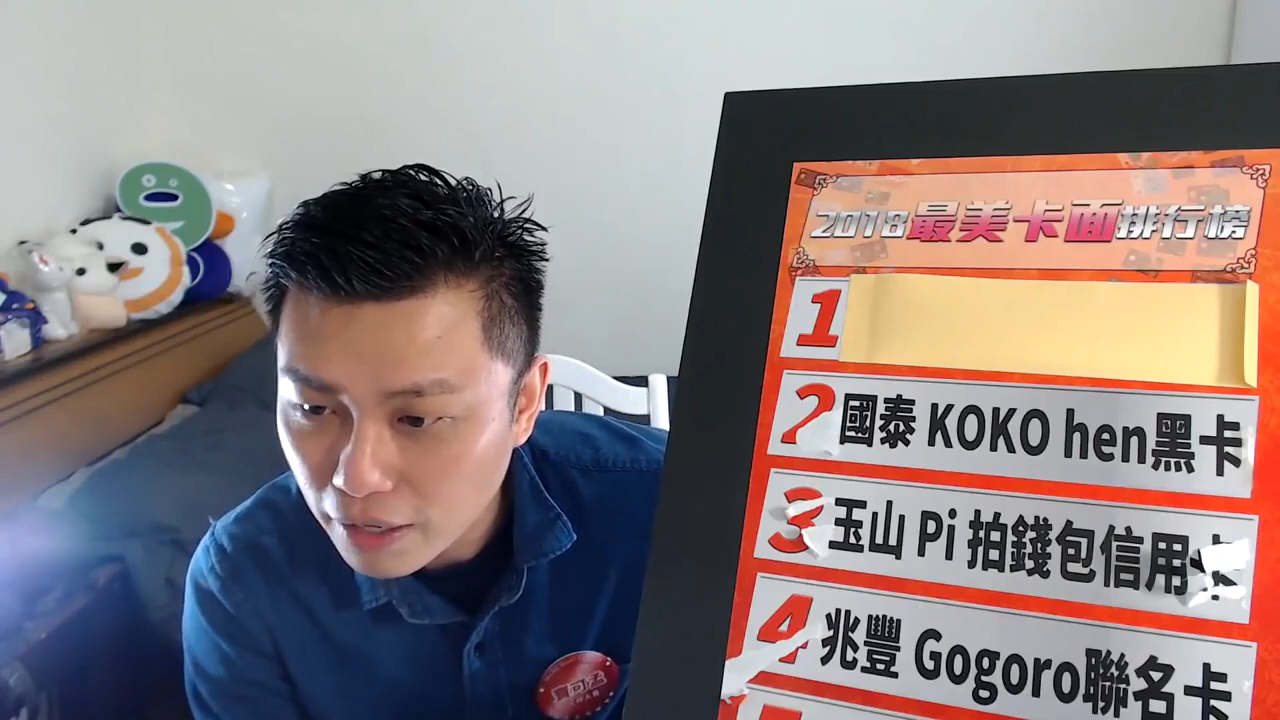 2018最美卡面排行榜
1
2 國泰 KOKO hen黑卡
3 玉山 Pi 拍錢包信用卡
4 兆豐 Gogoro聯名卡